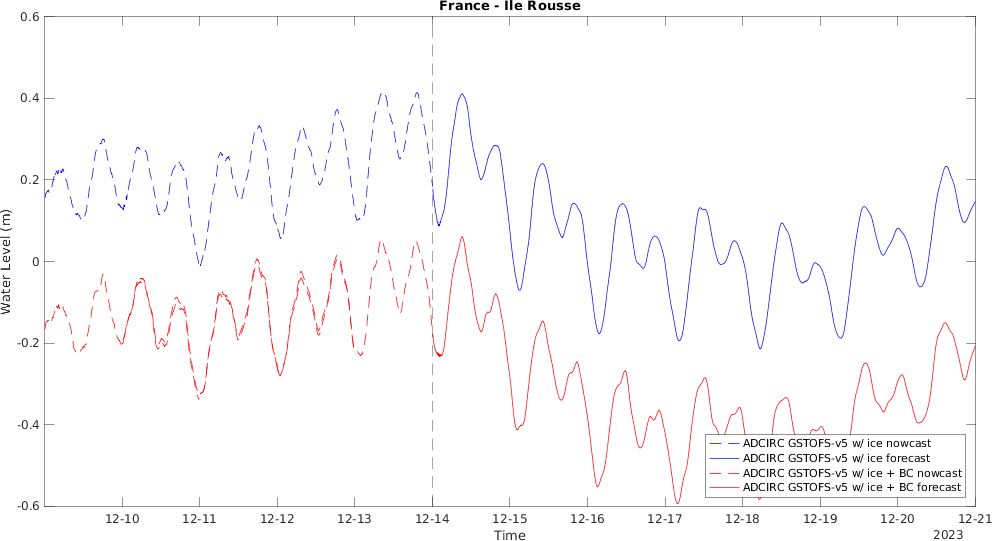 France - Ile Rousse
Water Level (m)
0.6
0.4
0.2
0
-0.2
-0.4
-0.6
ADCIRC GSTOFS-v5 w/ ice nowcast
ADCIRC GSTOFS-v5 w/ ice forecast
ADCIRC GSTOFS-v5 w/ ice + BC nowcast
ADCIRC GSTOFS-v5 w/ ice + BC forecast
12-10 12-11 12-12 12-13 12-14 12-15 12-16 12-17 12-18 12-19 12-20 12-21
Time
2023